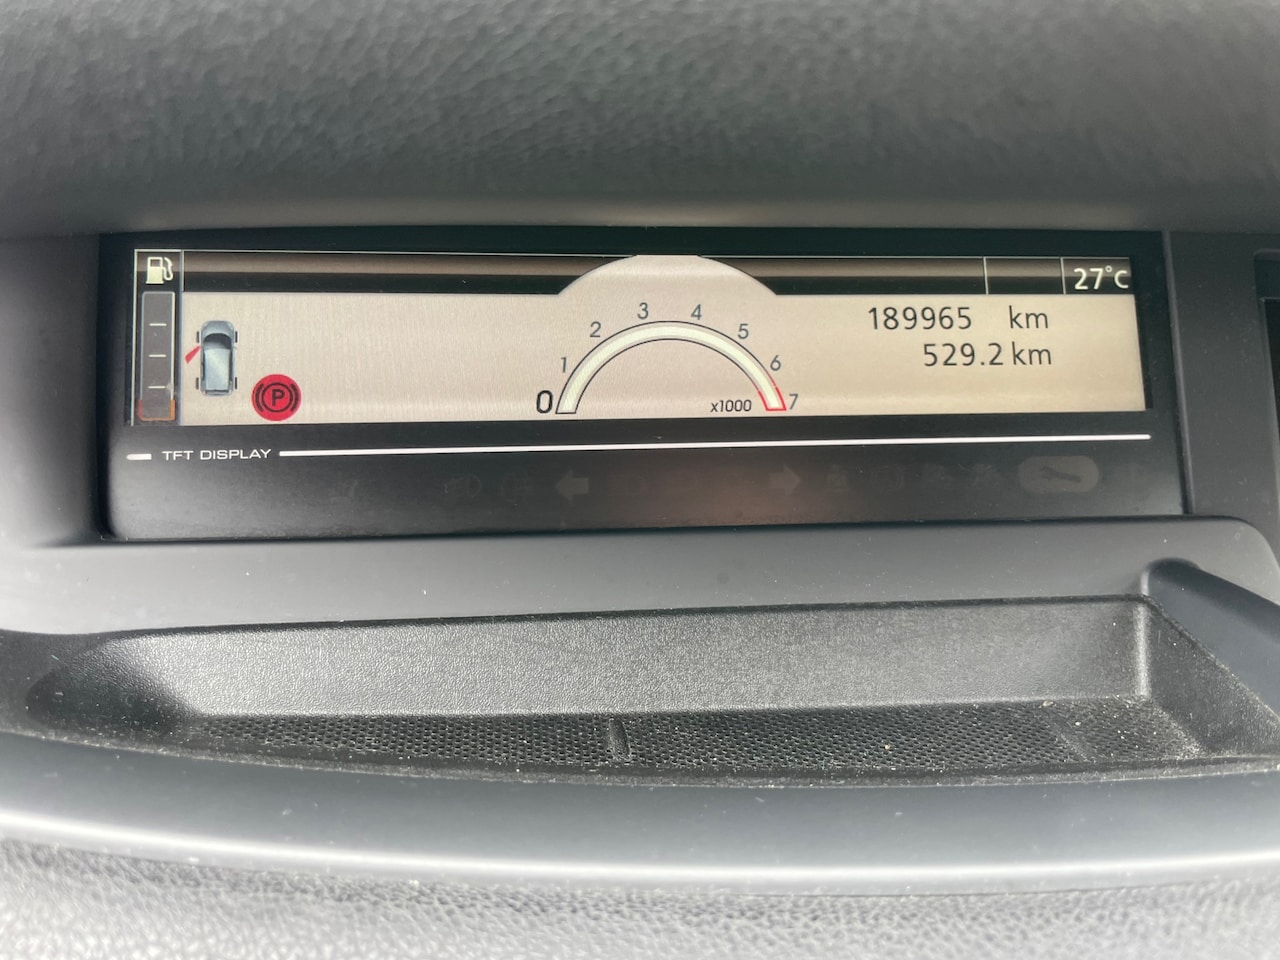 27°C
189965 km
529.2 km
0 1 2 3 4 5 6 7
x1000
P
TFT DISPLAY